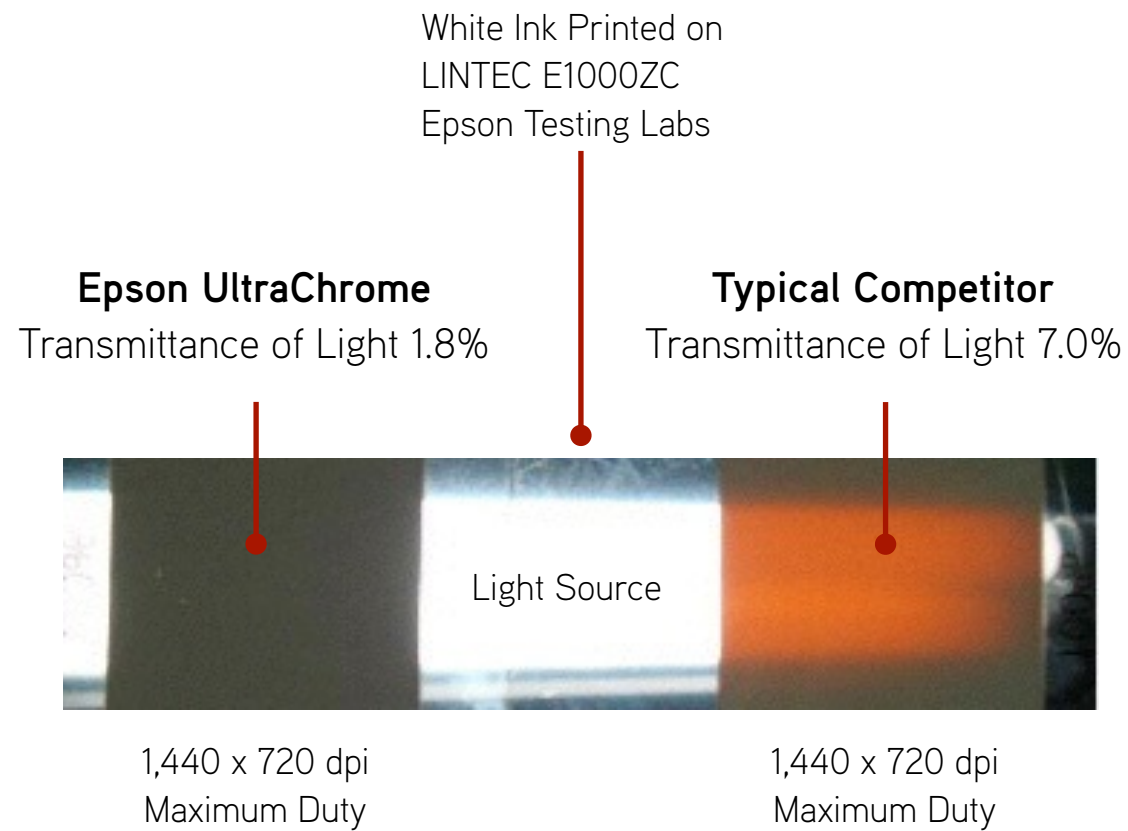 White Ink Printed on
LINTEC E1000ZC
Epson Testing Labs
Epson UltraChrome
Transmittance of Light 1.8%
Typical Competitor
Transmittance of Light 7.0%
Light Source
1,440 x 720 dpi
Maximum Duty
1,440 x 720 dpi
Maximum Duty